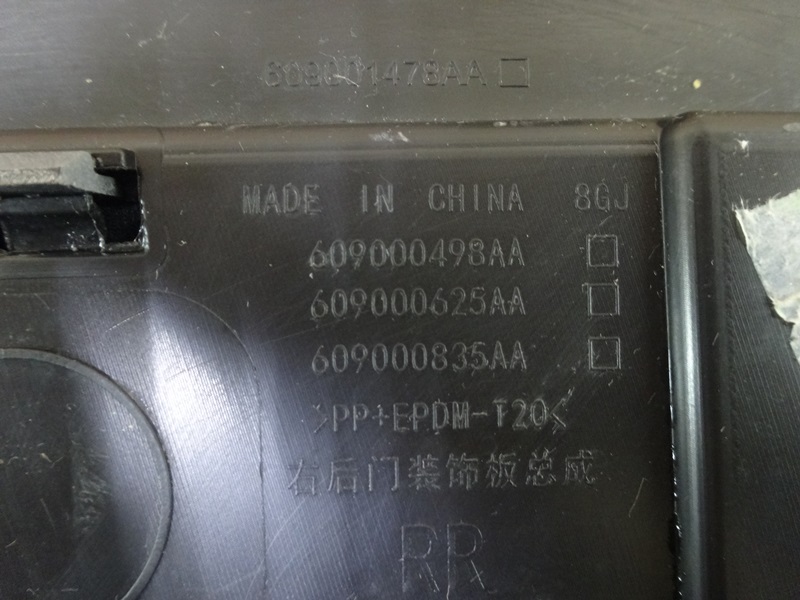 609001478AA □
MADE IN CHINA 8GJ
609000498AA □
609000625AA □
609000835AA □
>PP+EPDM-T20<
右后门装饰板总成
RR